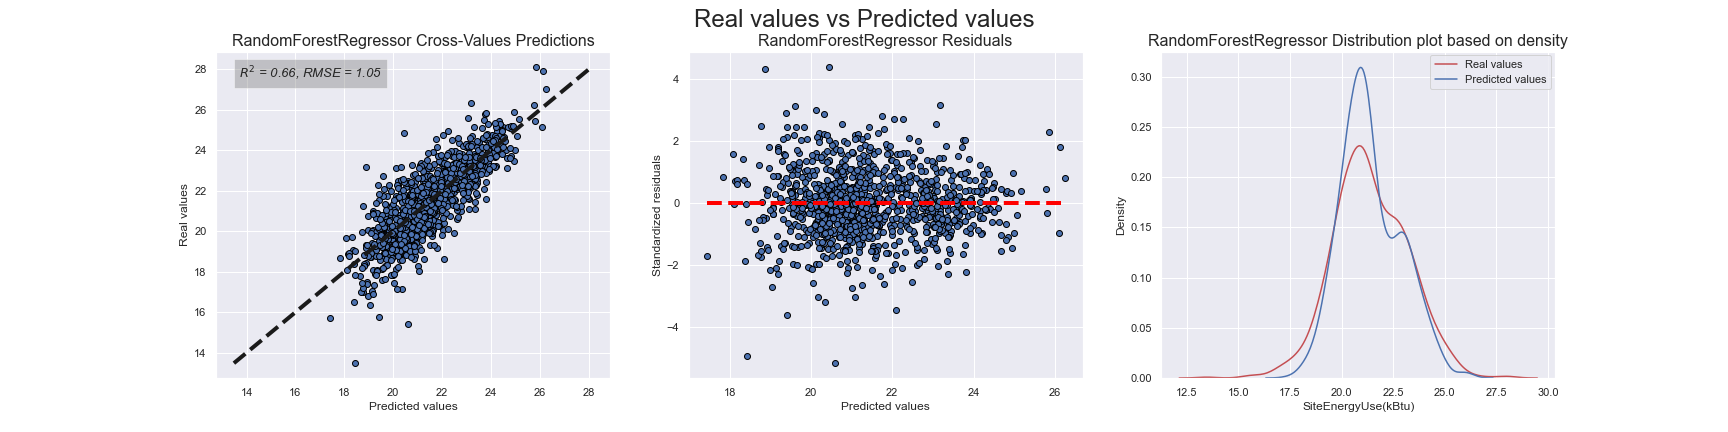 Real values vs Predicted values
RandomForestRegressor Cross-Values Predictions
R² = 0.66, RMSE = 1.05
Real values
28
26
24
22
20
18
16
14
14 16 18 20 22 24 26 28
Predicted values
RandomForestRegressor Residuals
Standardized residuals
4
2
0
−2
−4
18 20 22 24 26
Predicted values
RandomForestRegressor Distribution plot based on density
Real values
Predicted values
Density
0.30
0.25
0.20
0.15
0.10
0.05
0.00
12.5 15.0 17.5 20.0 22.5 25.0 27.5 30.0
SiteEnergyUse(kBtu)